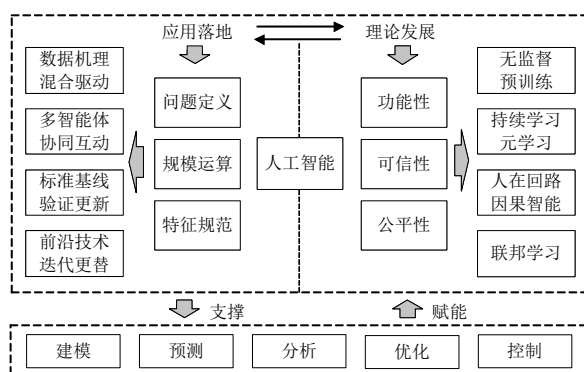 应用落地
理论发展
数据机理
混合驱动
多智能体
协同互动
标准基线
验证更新
前沿技术
迭代更替
问题定义
规模运算
特征规范
人工智能
功能性
可信性
公平性
无监督
预训练
持续学习
元学习
人在回路
因果智能
联邦学习
支撑
赋能
建模
预测
分析
优化
控制